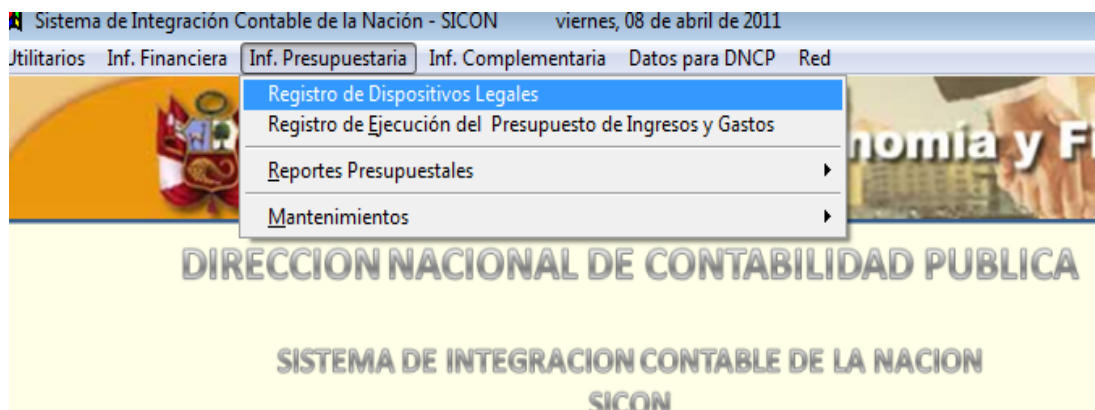 Sistema de Integración Contable de la Nación - SICON viernes, 08 de abril de 2011
Utilitarios Inf. Financiera Inf. Presupuestaria Inf. Complementaria Datos para DNCP Red
Registro de Dispositivos Legales
Registro de Ejecución del Presupuesto de Ingresos y Gastos
Reportes Presupuestales
Mantenimientos
nomía y Fi
DIRECCION NACIONAL DE CONTABILIDAD PUBLICA
SISTEMA DE INTEGRACION CONTABLE DE LA NACION
SICON